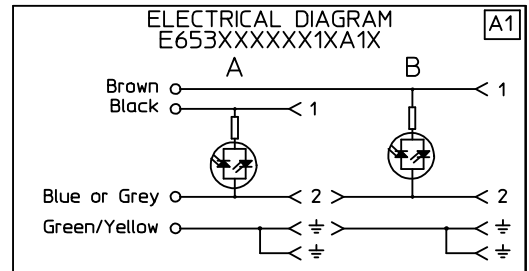 ELECTRICAL DIAGRAM
E653XXXXXX1XA1X
A1
A B
Brown 1
Black 1
Blue or Grey 2 2
Green/Yellow